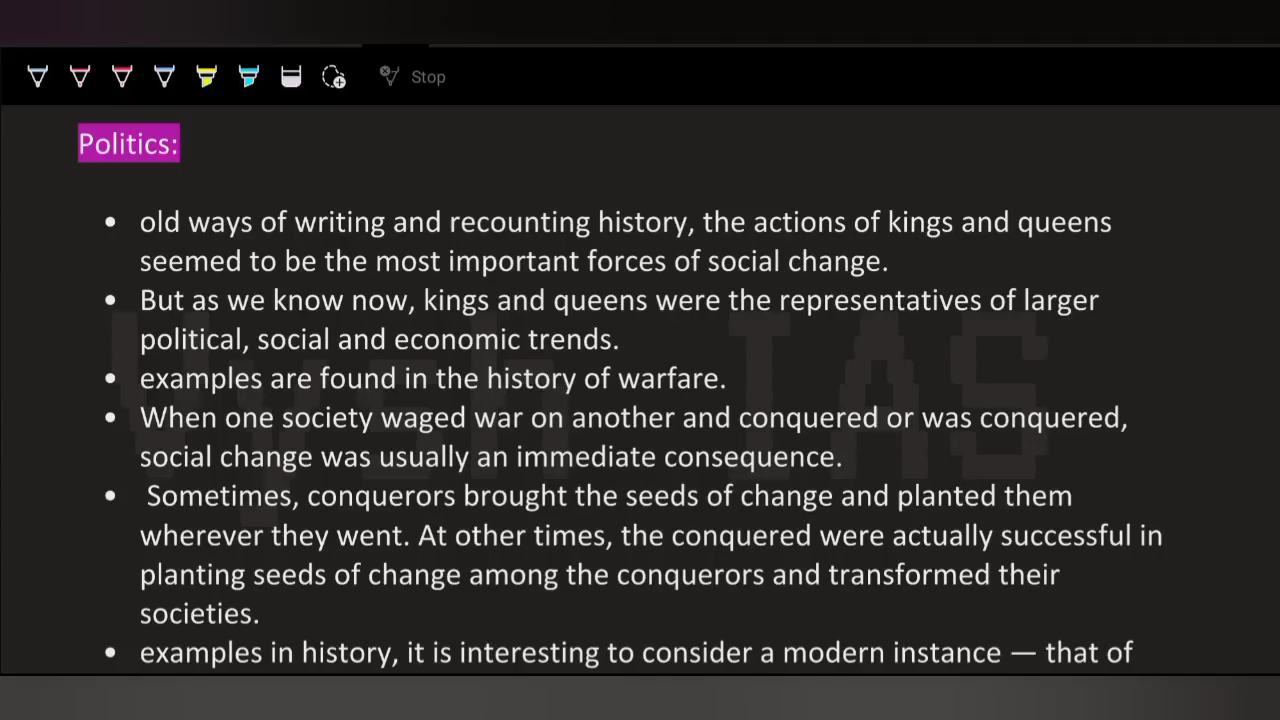 Stop
Politics:
• old ways of writing and recounting history, the actions of kings and queens
seemed to be the most important forces of social change.
• But as we know now, kings and queens were the representatives of larger
political, social and economic trends.
• examples are found in the history of warfare.
• When one society waged war on another and conquered or was conquered,
social change was usually an immediate consequence.
• Sometimes, conquerors brought the seeds of change and planted them
wherever they went. At other times, the conquered were actually successful in
planting seeds of change among the conquerors and transformed their
societies.
• examples in history, it is interesting to consider a modern instance — that of
Vysh IAS